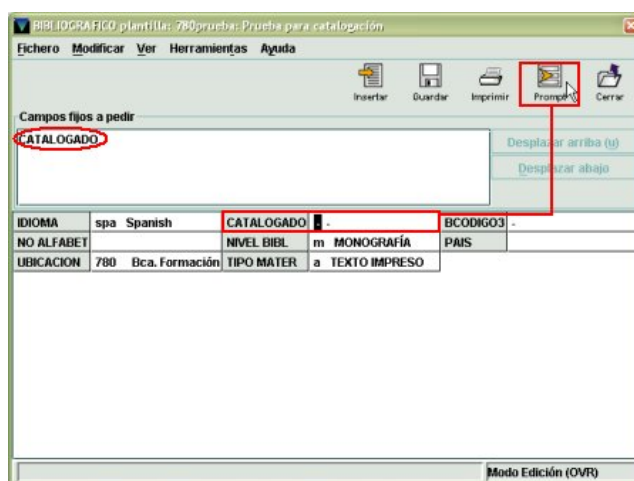 BIBLIOGRAFICO plantilla: 780prueba: Prueba para catalogación
Fichero Modificar Ver Herramientas Ayuda
Insertar Guardar Imprimir Prompt Cerrar
Campos fijos a pedir
CATALOGADO
Desplazar arriba (u)
Desplazar abajo
IDIOMA spa Spanish CATALOGADO - - BCODIGO3 -
NO ALFABET NIVEL BIBL m MONOGRAFÍA PAIS
UBICACION 780 Bca. Formación TIPO MATER a TEXTO IMPRESO
Modo Edición (OVR)